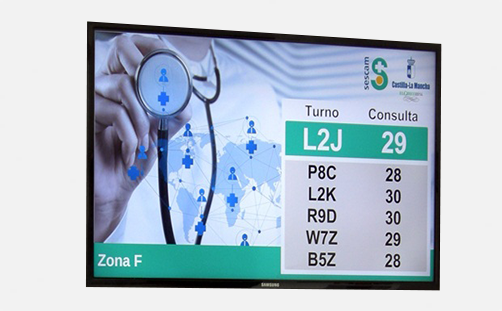 sescam
Castilla-La Mancha
Turno Consulta
L2J 29
P8C 28
L2K 30
R9D 30
W7Z 29
B5Z 28
Zona F
SAMSUNG